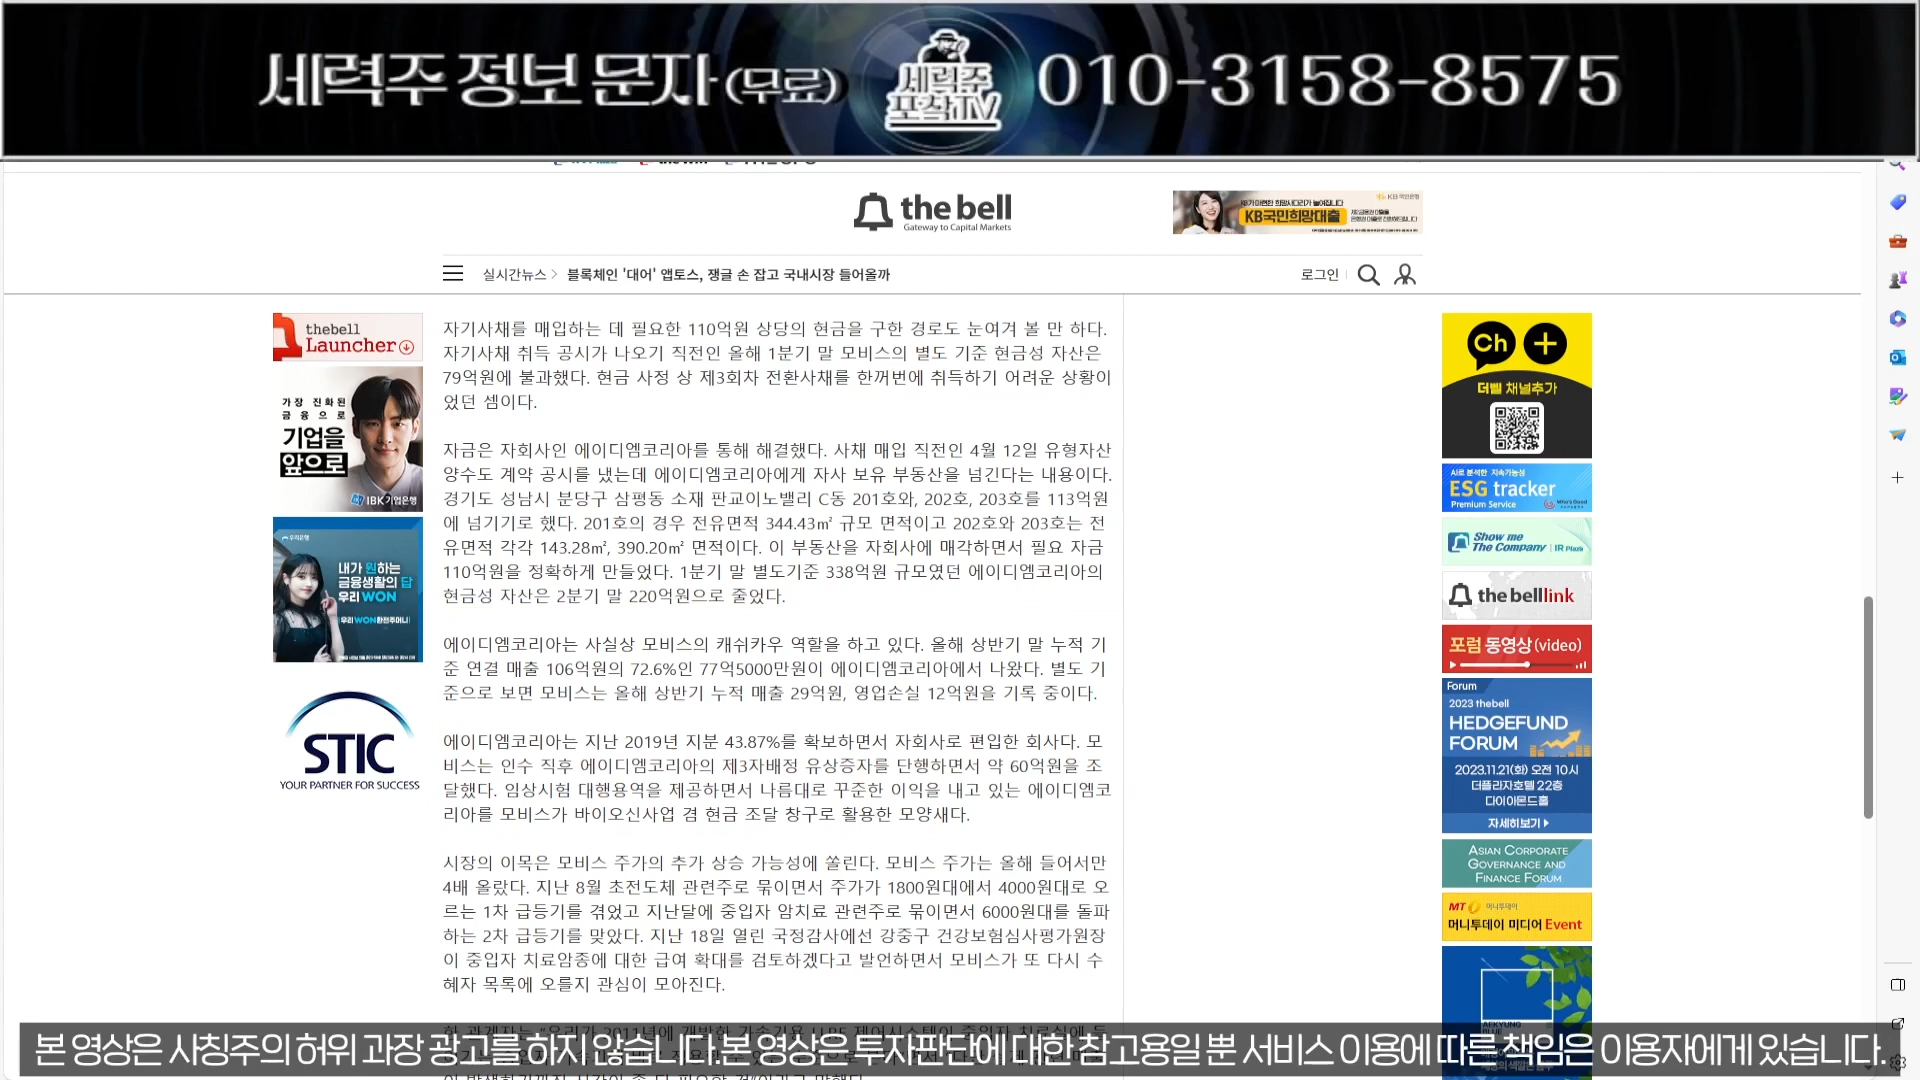 세력주 정보 문자 (무료)
세력주
포착TV
010-3158-8575
the bell
Gateway to Capital Markets
KB국민희망대출
실시간뉴스
블록체인 '대어' 앱토스, 쟁글 손 잡고 국내시장 들어올까
로그인
thebell
Launcher
가장 진화된
금융으로
기업을
앞으로
IBK기업은행
우리은행
내가 원하는
금융생활의 답
우리 WON
STIC
YOUR PARTNER FOR SUCCESS
자기사채를 매입하는 데 필요한 110억원 상당의 현금을 구한 경로도 눈여겨 볼 만 하다.
자기사채 취득 공시가 나오기 직전인 올해 1분기 말 모비스의 별도 기준 현금성 자산은
79억원에 불과했다. 현금 사정 상 제3회차 전환사채를 한꺼번에 취득하기 어려운 상황이
었던 셈이다.
자금은 자회사인 에이디엠코리아를 통해 해결했다. 사채 매입 직전인 4월 12일 유형자산
양수도 계약 공시를 냈는데 에이디엠코리아에게 자사 보유 부동산을 넘긴다는 내용이다.
경기도 성남시 분당구 삼평동 소재 판교이노밸리 C동 201호와, 202호, 203호를 113억원
에 넘기기로 했다. 201호의 경우 전유면적 344.43㎡ 규모 면적이고 202호와 203호는 전
유면적 각각 143.28㎡, 390.20㎡ 면적이다. 이 부동산을 자회사에 매각하면서 필요 자금
110억원을 정확하게 만들었다. 1분기 말 별도기준 338억원 규모였던 에이디엠코리아의
현금성 자산은 2분기 말 220억원으로 줄었다.
에이디엠코리아는 사실상 모비스의 캐쉬카우 역할을 하고 있다. 올해 상반기 말 누적 기
준 연결 매출 106억원의 72.6%인 77억5000만원이 에이디엠코리아에서 나왔다. 별도 기
준으로 보면 모비스는 올해 상반기 누적 매출 29억원, 영업손실 12억원을 기록 중이다.
에이디엠코리아는 지난 2019년 지분 43.87%를 확보하면서 자회사로 편입한 회사다. 모
비스는 인수 직후 에이디엠코리아의 제3자배정 유상증자를 단행하면서 약 60억원을 조
달했다. 임상시험 대행용역을 제공하면서 나름대로 꾸준한 이익을 내고 있는 에이디엠코
리아를 모비스가 바이오신사업 겸 현금 조달 창구로 활용한 모양새다.
시장의 이목은 모비스 주가의 추가 상승 가능성에 쏠린다. 모비스 주가는 올해 들어서만
4배 올랐다. 지난 8월 초전도체 관련주로 묶이면서 주가가 1800원대에서 4000원대로 오
르는 1차 급등기를 겪었고 지난달에 중입자 암치료 관련주로 묶이면서 6000원대를 돌파
하는 2차 급등기를 맞았다. 지난 18일 열린 국정감사에선 강중구 건강보험심사평가원장
이 중입자 치료암종에 대한 급여 확대를 검토하겠다고 발언하면서 모비스가 또 다시 수
혜자 목록에 오를지 관심이 모아진다.
Ch +
더벨 채널추가
AI로 분석한 지속가능성
ESG tracker
Premium Service
Who's Good
Show me
The Company | IR Plaza
the bell link
포럼 동영상 (video)
Forum
2023 thebell
HEDGEFUND
FORUM
2023.11.21(화) 오전 10시
더플라자호텔 22층
다이아몬드홀
자세히보기
ASIAN CORPORATE
GOVERNANCE AND
FINANCE FORUM
MT 머니투데이
머니투데이 미디어 Event
본 영상은 사칭주의 허위 과장 광고를 하지 않습니다 본 영상은 투자판단에 대한 참고용일 뿐 서비스 이용에 따른 책임은 이용자에게 있습니다.